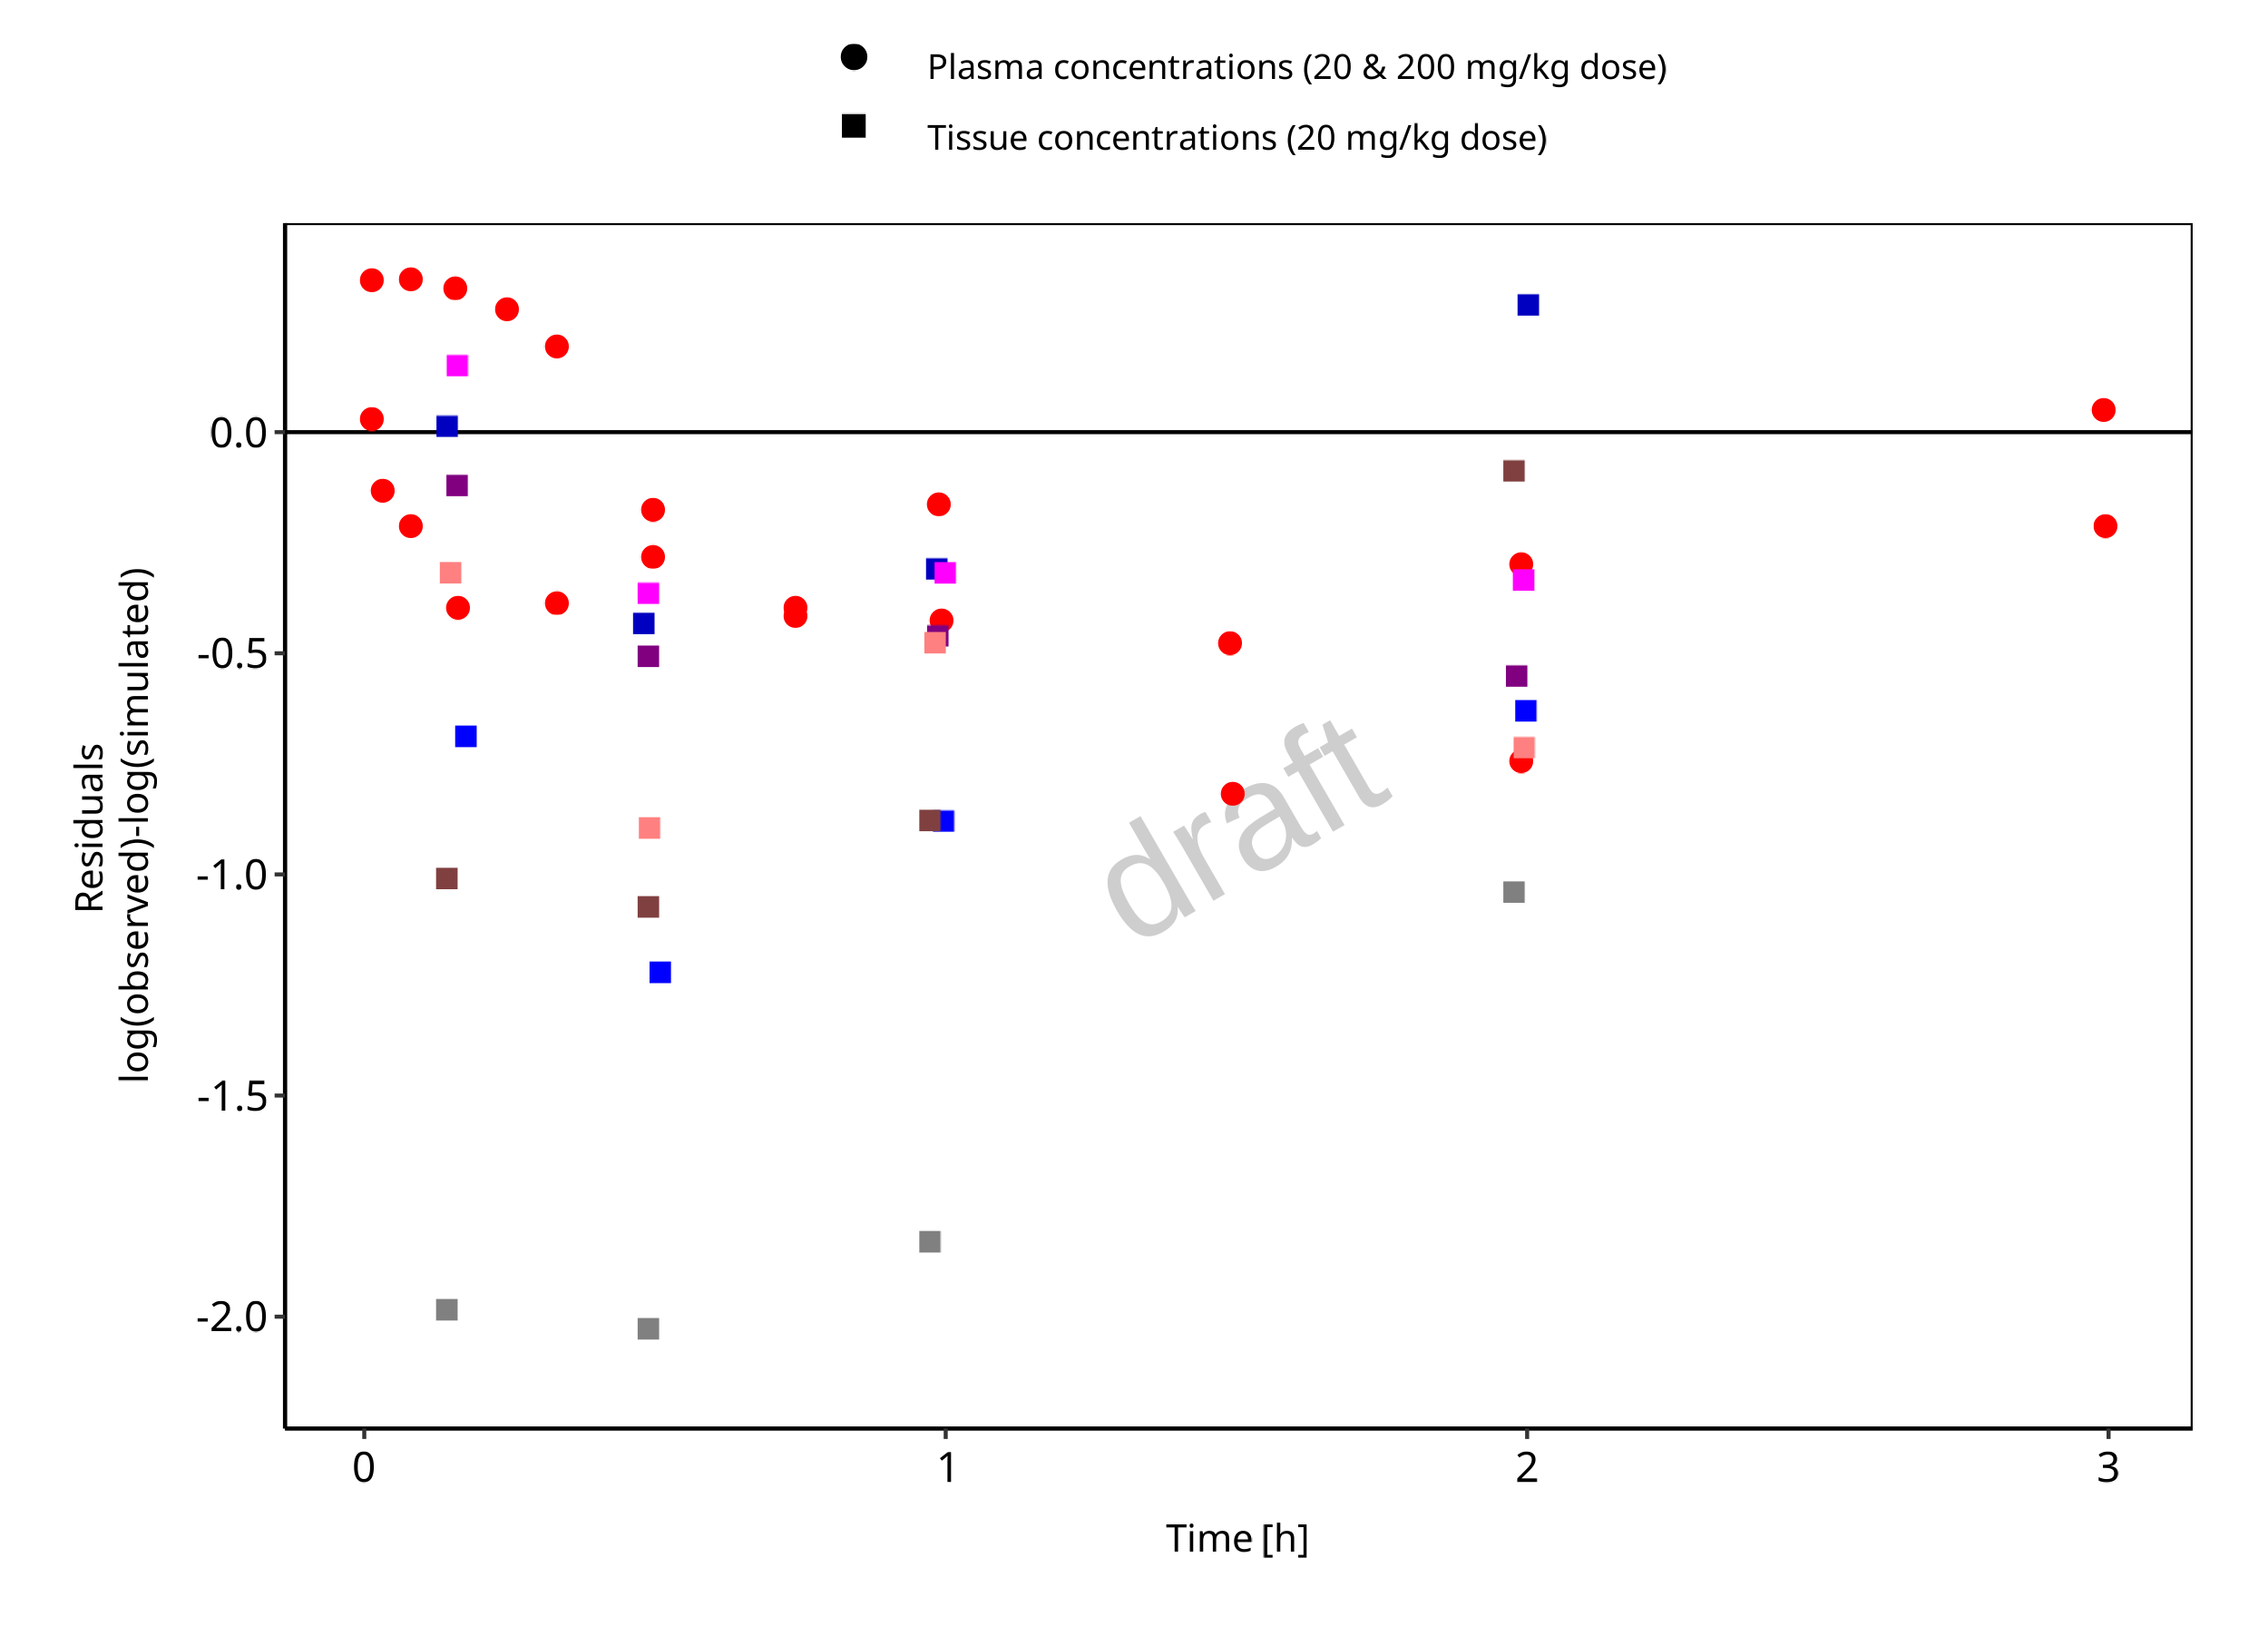 Plasma concentrations (20 & 200 mg/kg dose)
Tissue concentrations (20 mg/kg dose)
Residuals
log(observed)-log(simulated)
0.0
-0.5
-1.0
-1.5
-2.0
draft
0 1 2 3
Time [h]